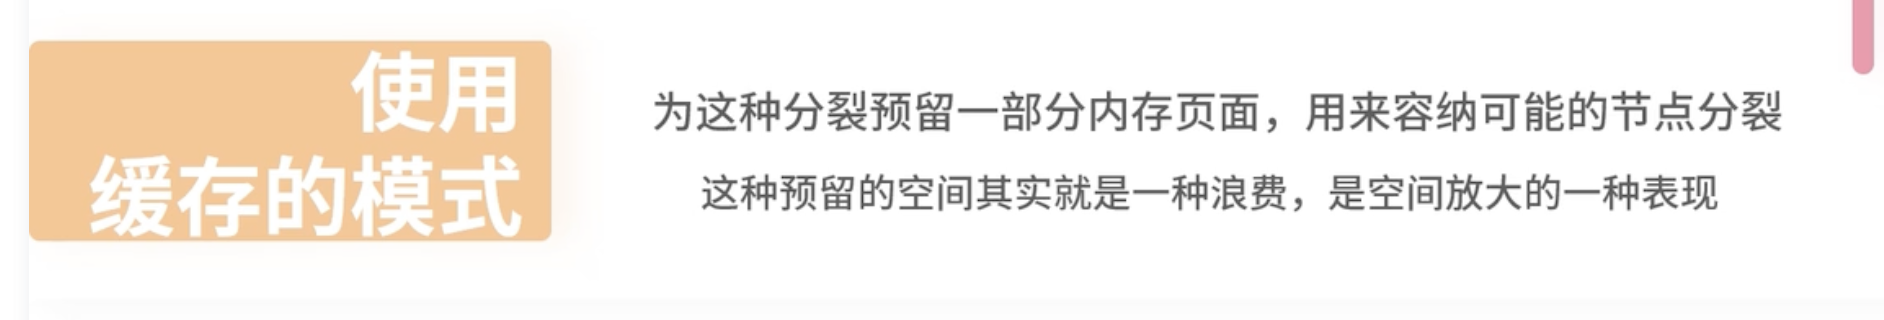 使用
缓存的模式
为这种分裂预留一部分内存页面，用来容纳可能的节点分裂
这种预留的空间其实就是一种浪费，是空间放大的一种表现